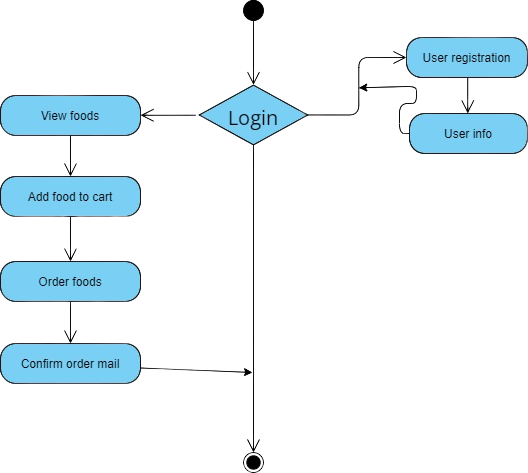 User registration
Login
View foods
User info
Add food to cart
Order foods
Confirm order mail